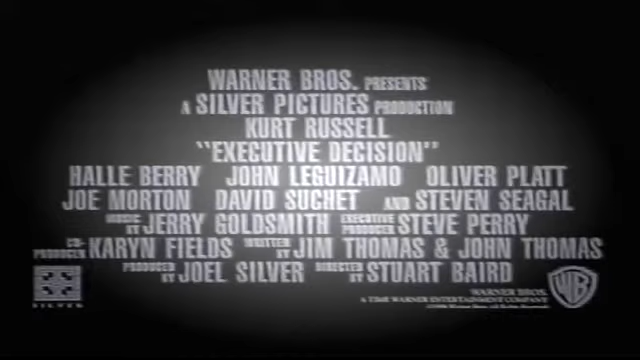 WARNER BROS. PRESENTS
A SILVER PICTURES PRODUCTION
KURT RUSSELL
"EXECUTIVE DECISION"
HALLE BERRY JOHN LEGUIZAMO OLIVER PLATT
JOE MORTON DAVID SUCHET AND STEVEN SEAGAL
MUSIC BY JERRY GOLDSMITH EXECUTIVE PRODUCER STEVE PERRY
CO-PRODUCER KARYN FIELDS WRITTEN BY JIM THOMAS & JOHN THOMAS
PRODUCED BY JOEL SILVER DIRECTED BY STUART BAIRD
SILVER
WARNER BROS.
A TIME WARNER ENTERTAINMENT COMPANY
WB